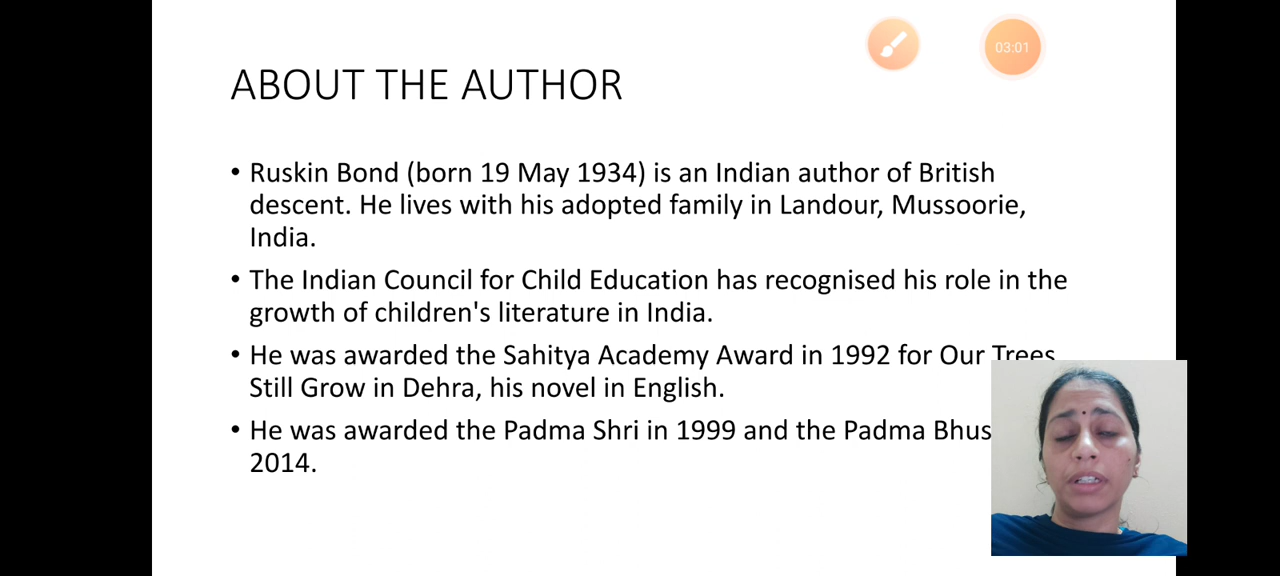 03:01
ABOUT THE AUTHOR
• Ruskin Bond (born 19 May 1934) is an Indian author of British
descent. He lives with his adopted family in Landour, Mussoorie,
India.
• The Indian Council for Child Education has recognised his role in the
growth of children's literature in India.
• He was awarded the Sahitya Academy Award in 1992 for Our Trees
Still Grow in Dehra, his novel in English.
• He was awarded the Padma Shri in 1999 and the Padma
2014.